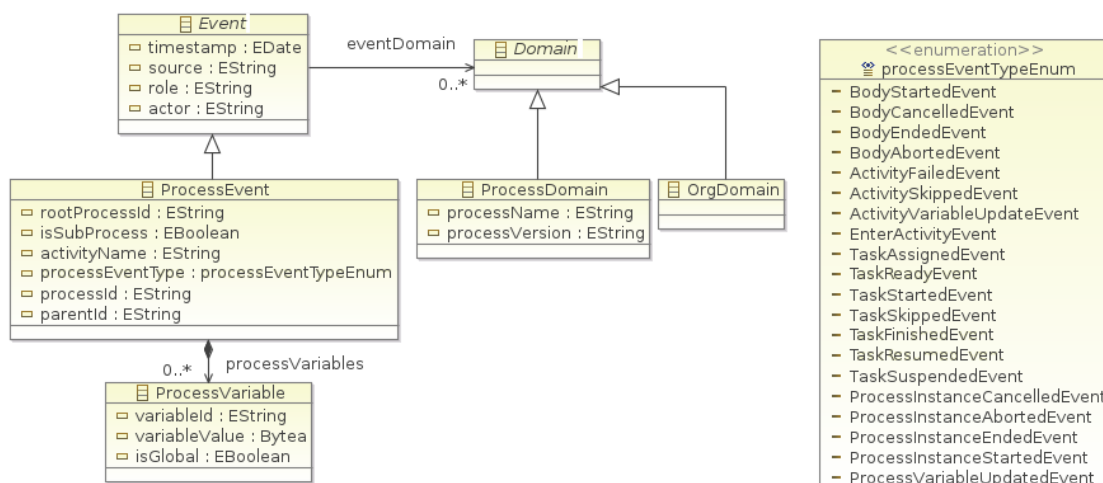 Event
timestamp : EDate
source : EString
role : EString
actor : EString
eventDomain
0..*
Domain
ProcessEvent
rootProcessId : EString
isSubProcess : EBoolean
activityName : EString
processEventType : processEventTypeEnum
processId : EString
parentId : EString
ProcessDomain
processName : EString
processVersion : EString
OrgDomain
0..*
processVariables
ProcessVariable
variableId : EString
variableValue : Bytea
isGlobal : EBoolean
<<enumeration>>
processEventTypeEnum
BodyStartedEvent
BodyCancelledEvent
BodyEndedEvent
BodyAbortedEvent
ActivityFailedEvent
ActivitySkippedEvent
ActivityVariableUpdateEvent
EnterActivityEvent
TaskAssignedEvent
TaskReadyEvent
TaskStartedEvent
TaskSkippedEvent
TaskFinishedEvent
TaskResumedEvent
TaskSuspendedEvent
ProcessInstanceCancelledEvent
ProcessInstanceAbortedEvent
ProcessInstanceEndedEvent
ProcessInstanceStartedEvent
ProcessVariableUpdatedEvent